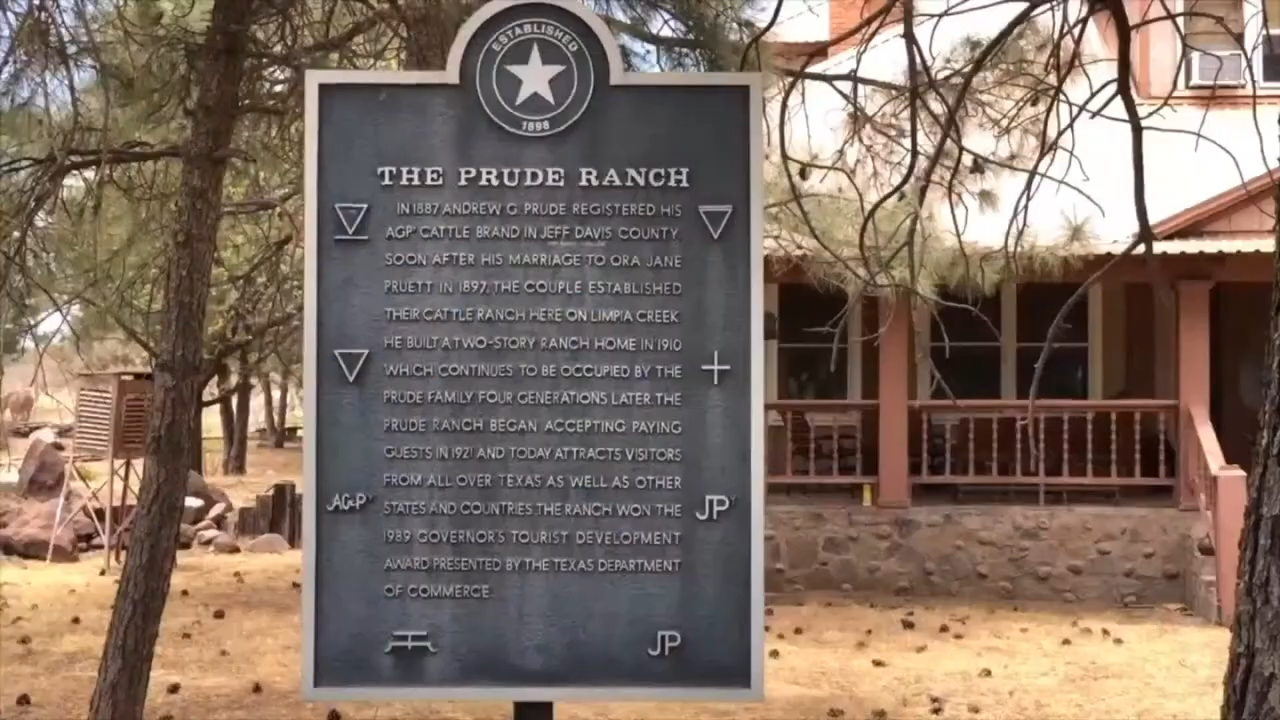 ESTABLISHED
1898
THE PRUDE RANCH
IN 1887 ANDREW G. PRUDE REGISTERED HIS
AGP' CATTLE BRAND IN JEFF DAVIS COUNTY.
SOON AFTER HIS MARRIAGE TO ORA JANE
PRUETT IN 1897, THE COUPLE ESTABLISHED
THEIR CATTLE RANCH HERE ON LIMPIA CREEK
HE BUILT A TWO-STORY RANCH HOME IN 1910
WHICH CONTINUES TO BE OCCUPIED BY THE
PRUDE FAMILY FOUR GENERATIONS LATER. THE
PRUDE RANCH BEGAN ACCEPTING PAYING
GUESTS IN 1921 AND TODAY ATTRACTS VISITORS
FROM ALL OVER TEXAS AS WELL AS OTHER
STATES AND COUNTRIES. THE RANCH WON THE
1989 GOVERNOR'S TOURIST DEVELOPMENT
AWARD PRESENTED BY THE TEXAS DEPARTMENT
OF COMMERCE.
AGP
JP
JP